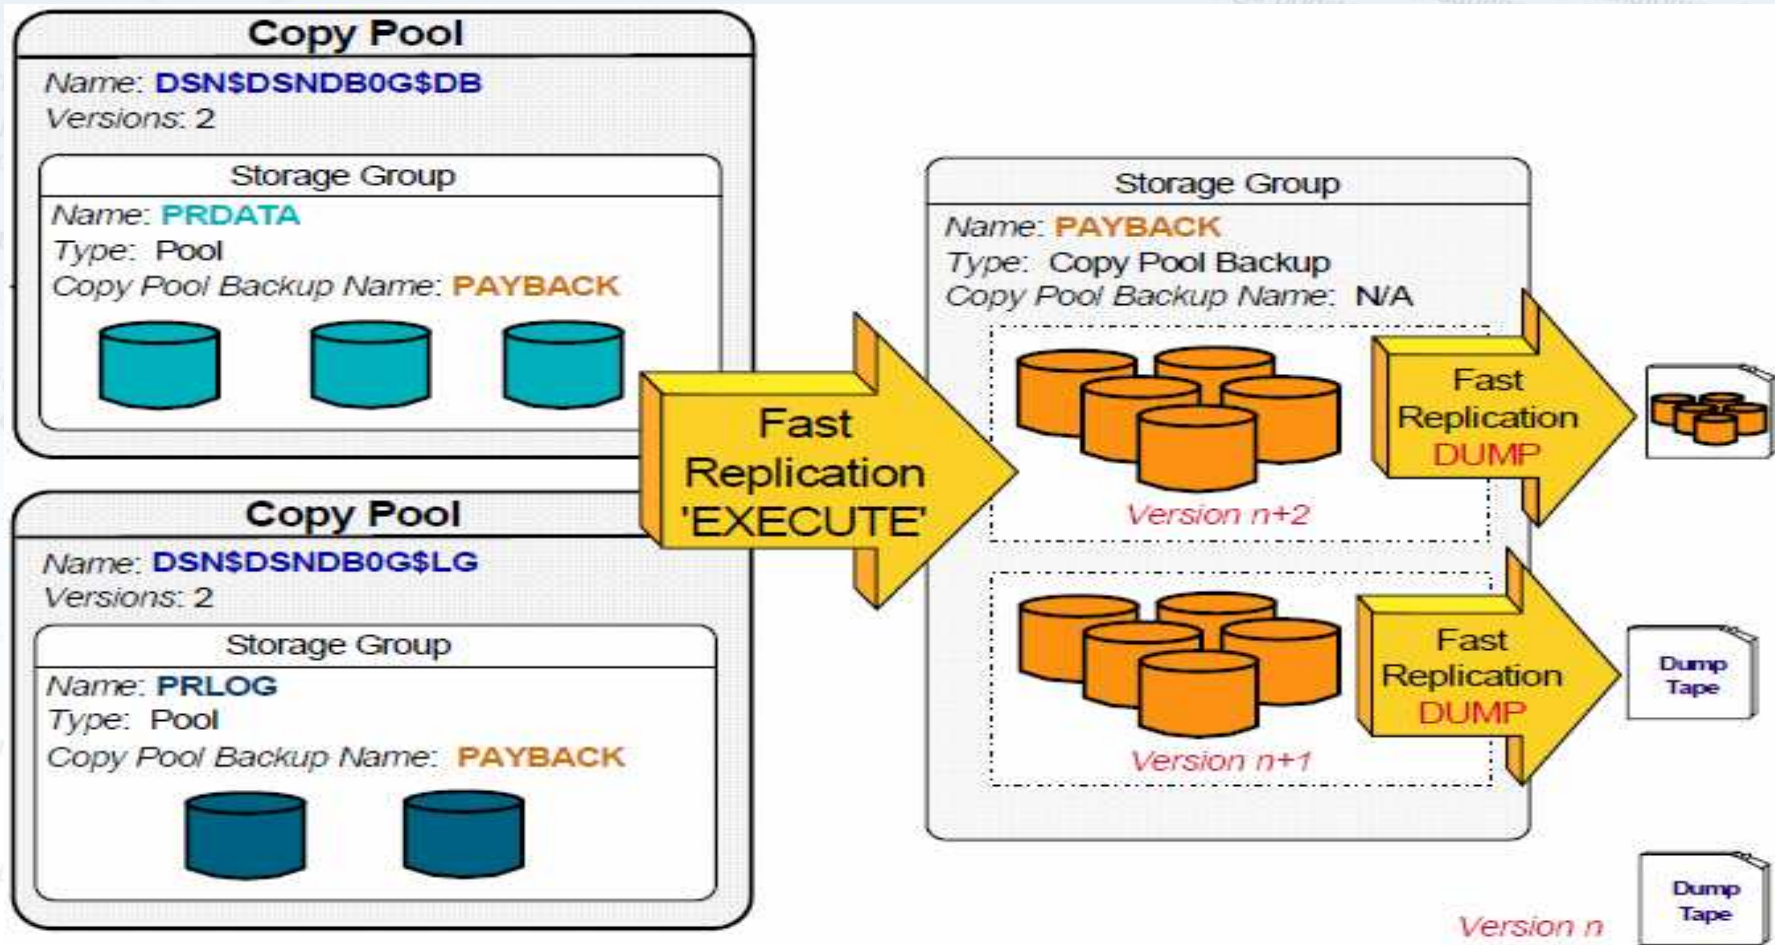 Copy Pool
Name: DSN$DSNDB0G$DB
Versions: 2
Storage Group
Name: PRDATA
Type: Pool
Copy Pool Backup Name: PAYBACK
Copy Pool
Name: DSN$DSNDB0G$LG
Versions: 2
Storage Group
Name: PRLOG
Type: Pool
Copy Pool Backup Name: PAYBACK
Fast
Replication
'EXECUTE'
Storage Group
Name: PAYBACK
Type: Copy Pool Backup
Copy Pool Backup Name: N/A
Version n+2
Fast
Replication
DUMP
Version n+1
Fast
Replication
DUMP
Dump
Tape
Version n
Dump
Tape